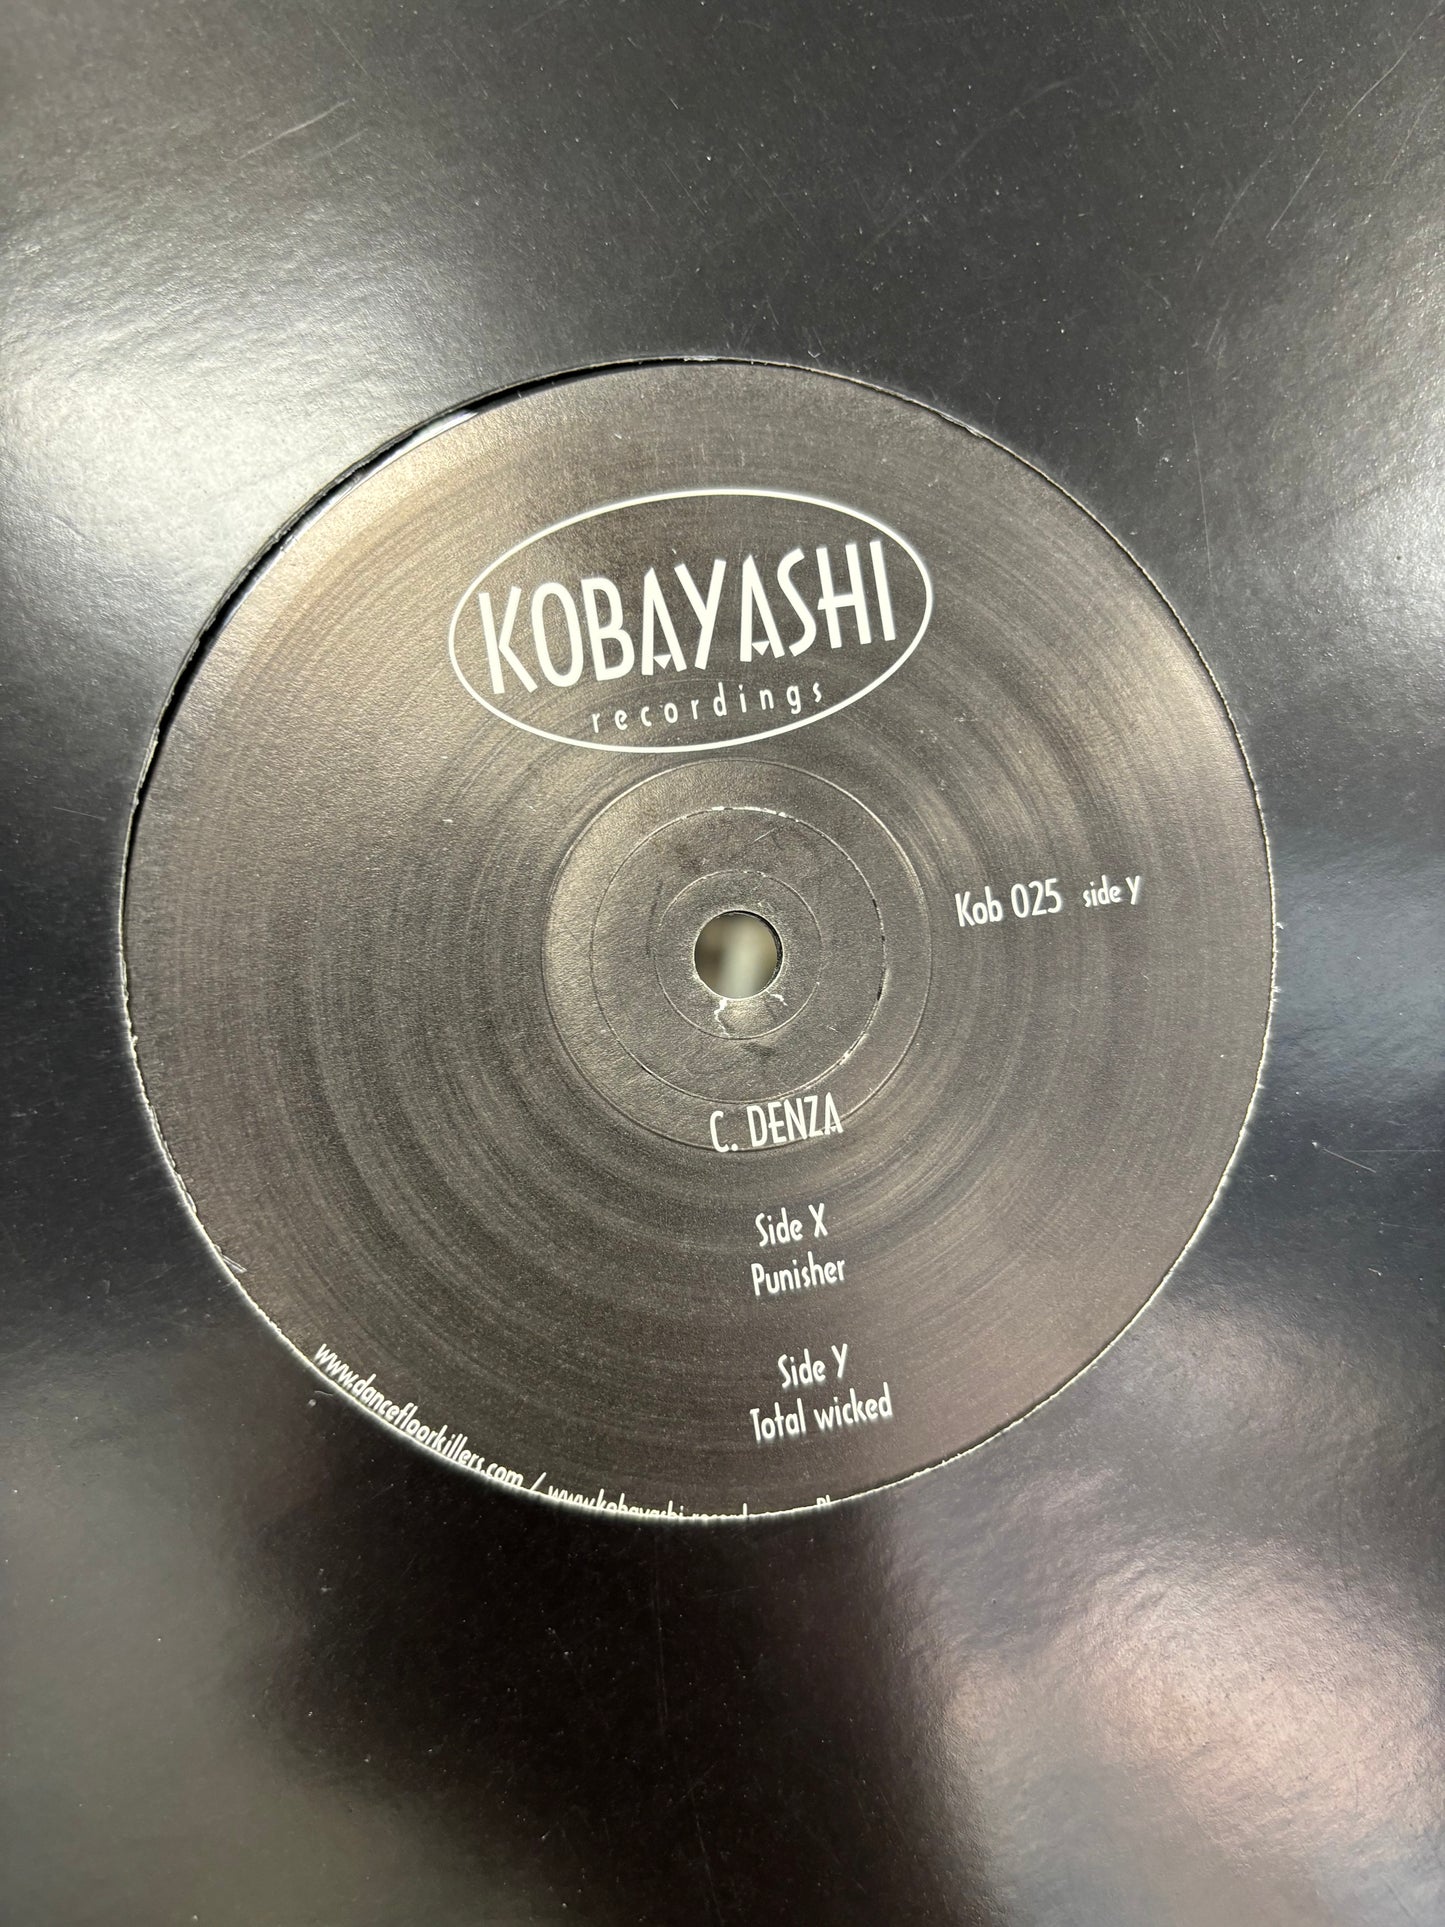 KOBAYASHI
recordings
Kob 025 side Y
C. DENZA
Side X
Punisher
Side Y
Total wicked
www.dancefloorkillers.com /